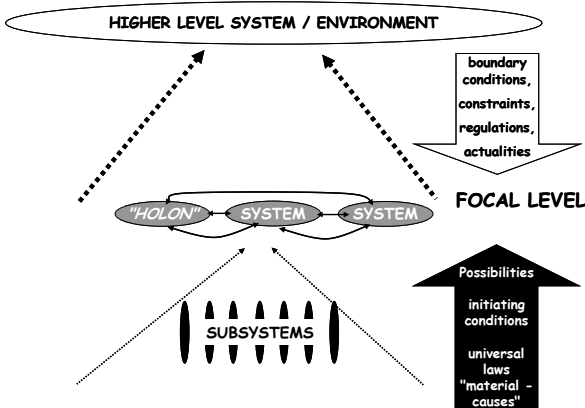 HIGHER LEVEL SYSTEM / ENVIRONMENT
boundary
conditions,
constraints,
regulations,
actualities
"HOLON"
SYSTEM
SYSTEM
FOCAL LEVEL
Possibilities
initiating
conditions
universal
laws
"material -
causes"
SUBSYSTEMS